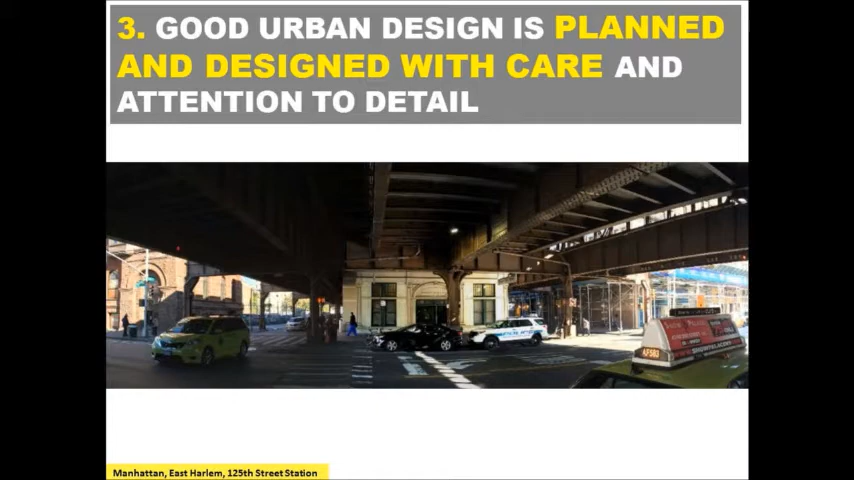 3. GOOD URBAN DESIGN IS PLANNED
AND DESIGNED WITH CARE AND
ATTENTION TO DETAIL
POLICE
Manhattan, East Harlem, 125th Street Station